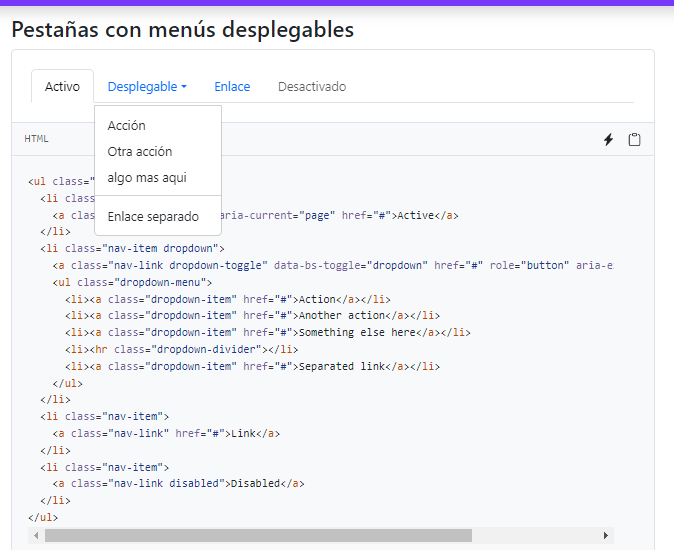 Pestañas con menús desplegables
Activo Desplegable Enlace Desactivado
Acción
Otra acción
algo mas aqui
Enlace separado
HTML
<ul class="
<li clas
<a clas aria-current="page" href="#">Active</a>
</li>
<li class="nav-item dropdown">
<a class="nav-link dropdown-toggle" data-bs-toggle="dropdown" href="#" role="button" aria-e
<ul class="dropdown-menu">
<li><a class="dropdown-item" href="#">Action</a></li>
<li><a class="dropdown-item" href="#">Another action</a></li>
<li><a class="dropdown-item" href="#">Something else here</a></li>
<li><hr class="dropdown-divider"></li>
<li><a class="dropdown-item" href="#">Separated link</a></li>
</ul>
</li>
<li class="nav-item">
<a class="nav-link" href="#">Link</a>
</li>
<li class="nav-item">
<a class="nav-link disabled">Disabled</a>
</li>
</ul>